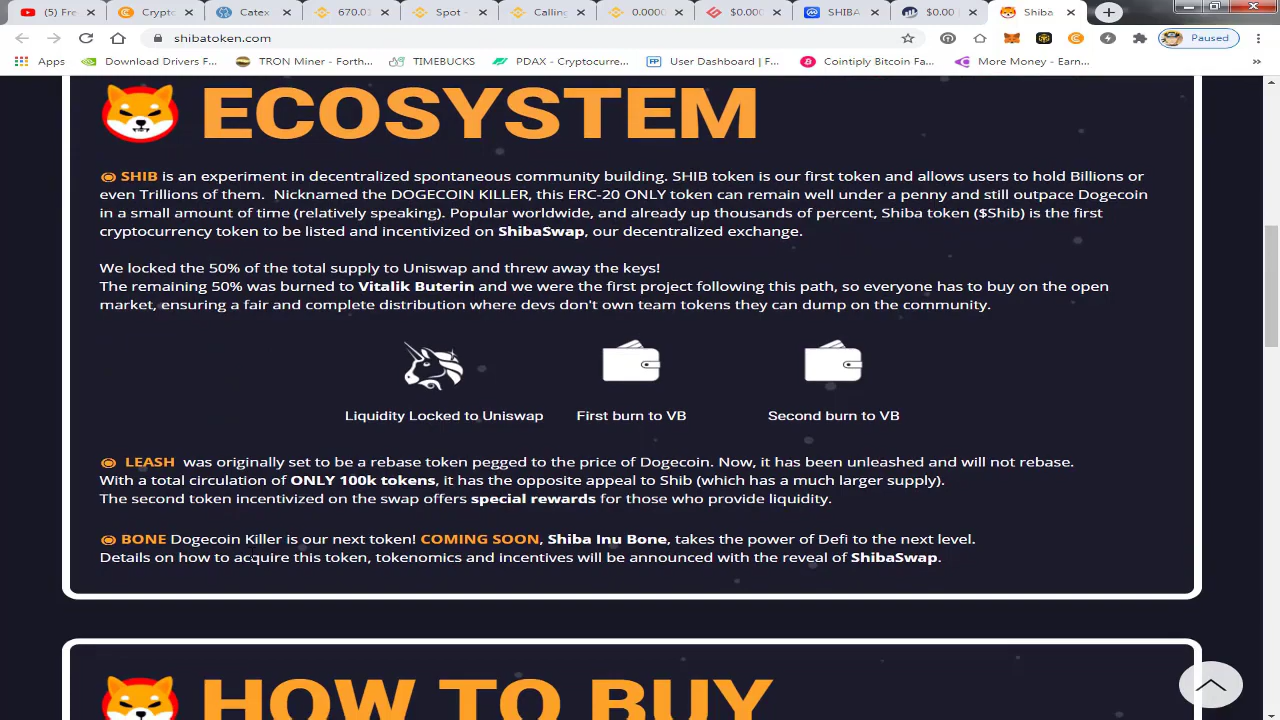 (Fre
Crypto
Catex
670.0
Spot
Calling
0.0000
0.000
SHIBA
$0.00
Shiba
shibatoken.com
Paused
Apps
Download Drivers F...
TRON Miner - Forth...
TIMEBUCKS
PDAX - Cryptocurre...
User Dashboard | F...
Cointiply Bitcoin Fa...
More Money - Earn...
»
ECOSYSTEM
SHIB is an experiment in decentralized spontaneous community building. SHIB token is our first token and allows users to hold Billions or
even Trillions of them. Nicknamed the DOGECOIN KILLER, this ERC-20 ONLY token can remain well under a penny and still outpace Dogecoin
in a small amount of time (relatively speaking). Popular worldwide, and already up thousands of percent, Shiba token ($Shib) is the first
cryptocurrency token to be listed and incentivized on ShibaSwap, our decentralized exchange.
We locked the 50% of the total supply to Uniswap and threw away the keys!
The remaining 50% was burned to Vitalik Buterin and we were the first project following this path, so everyone has to buy on the open
market, ensuring a fair and complete distribution where devs don't own team tokens they can dump on the community.
Liquidity Locked to Uniswap
First burn to VB
Second burn to VB
LEASH was originally set to be a rebase token pegged to the price of Dogecoin. Now, it has been unleashed and will not rebase.
With a total circulation of ONLY 100k tokens, it has the opposite appeal to Shib (which has a much larger supply).
The second token incentivized on the swap offers special rewards for those who provide liquidity.
BONE Dogecoin Killer is our next token! COMING SOON, Shiba Inu Bone, takes the power of Defi to the next level.
Details on how to acquire this token, tokenomics and incentives will be announced with the reveal of ShibaSwap.
HOW TO BUY